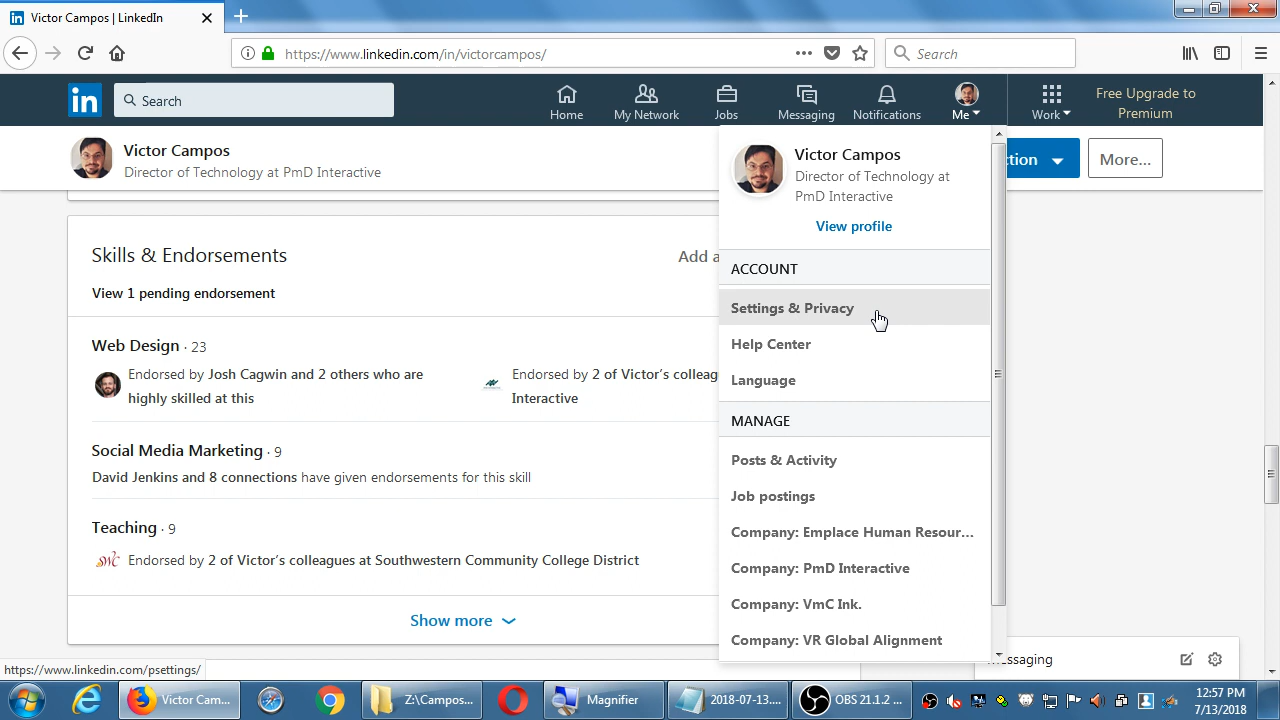 Victor Campos | LinkedIn
https://www.linkedin.com/in/victorcampos/
Search
in
Search
Home
My Network
Jobs
Messaging
Notifications
Me
Work
Free Upgrade to
Premium
Victor Campos
Director of Technology at PmD Interactive
More...
Victor Campos
Director of Technology at
PmD Interactive
View profile
ACCOUNT
Settings & Privacy
Help Center
Language
MANAGE
Posts & Activity
Job postings
Company: Emplace Human Resour...
Company: PmD Interactive
Company: VmC Ink.
Company: VR Global Alignment
Skills & Endorsements
Add a
View 1 pending endorsement
Web Design · 23
Endorsed by Josh Cagwin and 2 others who are
highly skilled at this
Endorsed by 2 of Victor's colleag
Interactive
Social Media Marketing · 9
David Jenkins and 8 connections have given endorsements for this skill
Teaching · 9
SWC
Endorsed by 2 of Victor's colleagues at Southwestern Community College District
Show more
Messaging
https://www.linkedin.com/psettings/
Victor Cam...
Z:\Campos...
Magnifier
2018-07-13....
OBS 21.1.2 ...
12:57 PM
7/13/2018